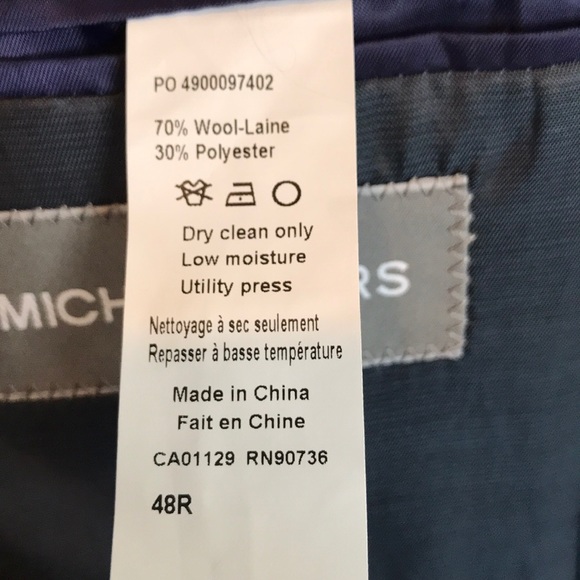 PO 4900097402
70% Wool-Laine
30% Polyester
Dry clean only
Low moisture
Utility press
Nettoyage à sec seulement
Repasser à basse température
Made in China
Fait en Chine
CA01129 RN90736
48R
MICH RS